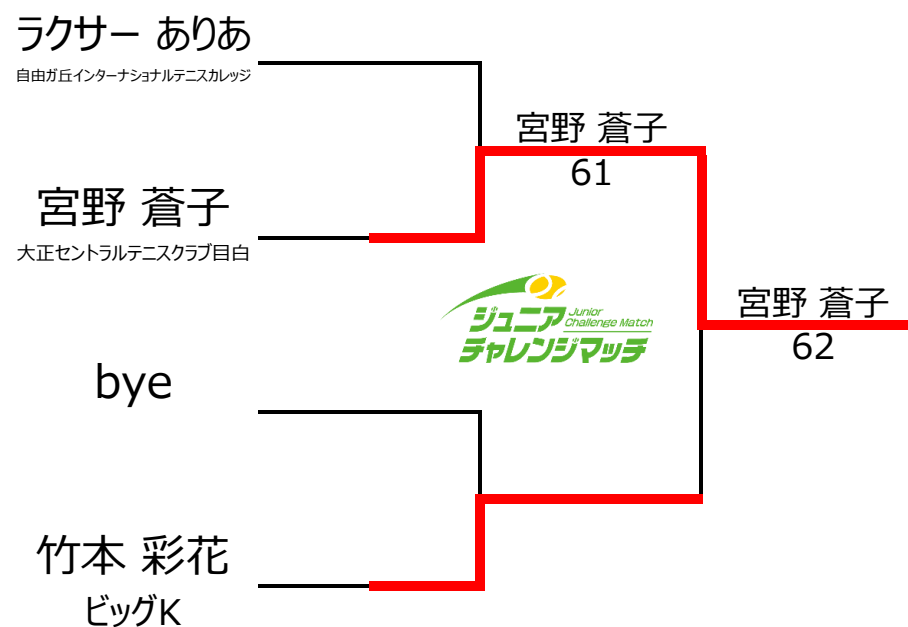 ラクサー ありあ
自由ガ丘インターナショナルテニスカレッジ
宮野 蒼子
61
宮野 蒼子
大正セントラルテニスクラブ目白
ジュニア Junior Challenge Match
チャレンジマッチ
宮野 蒼子
62
bye
竹本 彩花
ビッグK